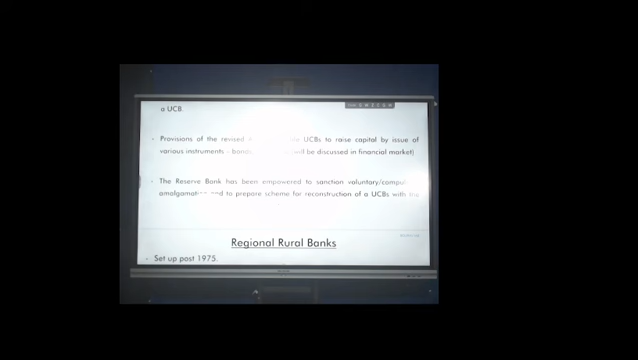 a UCB
- Provisions of the revised UCBs to raise capital by issue of
various instruments - will be discussed in financial market)
- The Reserve Bank has been empowered to sanction voluntary/
amalgamation and to prepare scheme for reconstruction of a UCBs with the
Regional Rural Banks
- Set up post 1975.